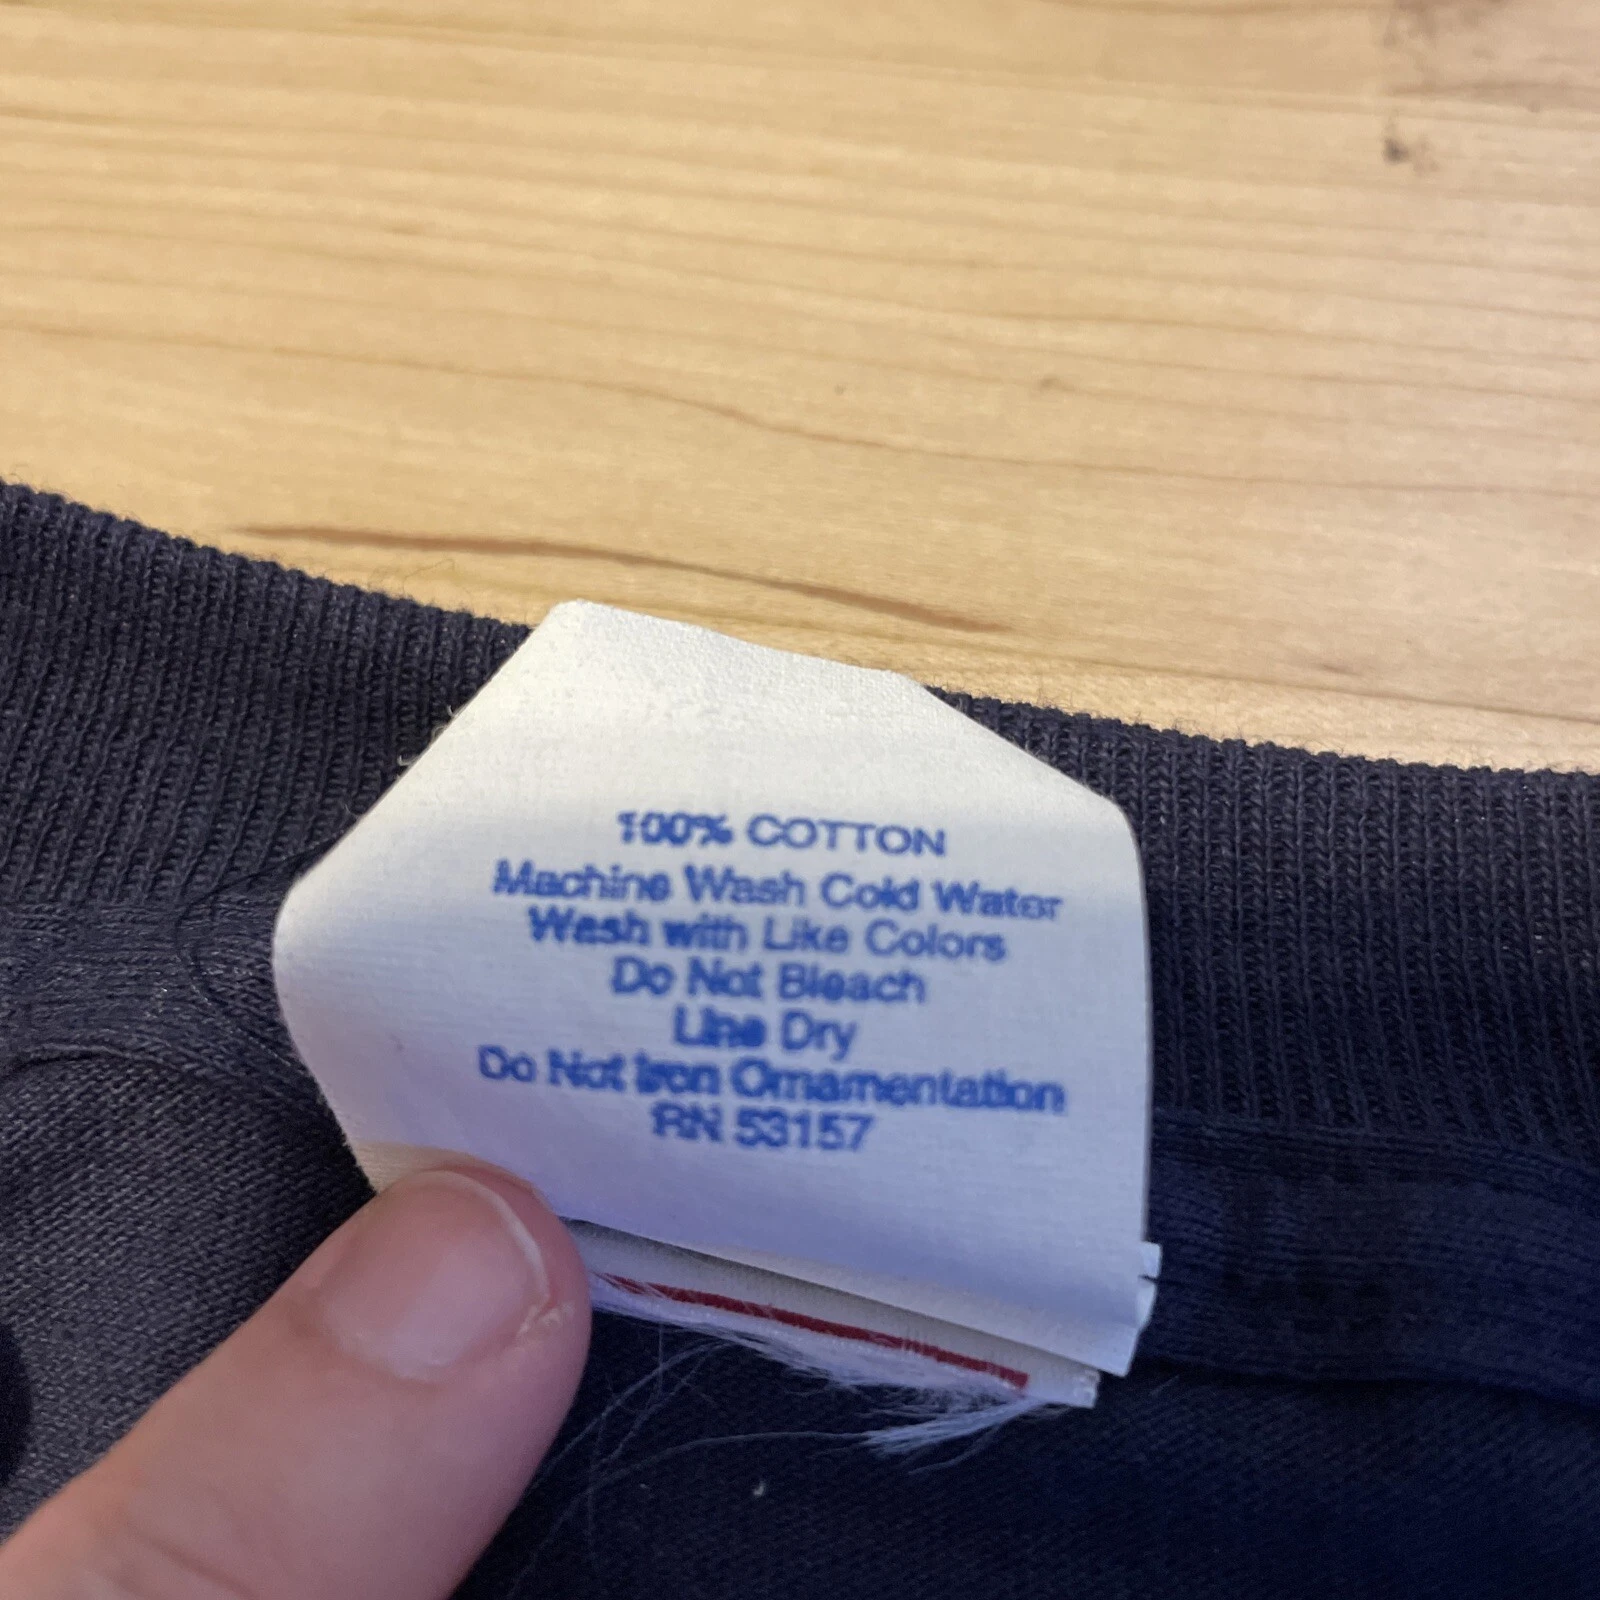 100% COTTON
Machine Wash Cold Water
Wash with Like Colors
Do Not Bleach
Line Dry
Do Not Iron Ornamentation
RN 53157